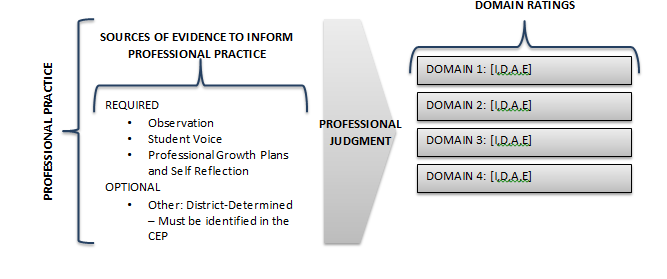 DOMAIN RATINGS
SOURCES OF EVIDENCE TO INFORM
PROFESSIONAL PRACTICE
PROFESSIONAL PRACTICE
REQUIRED
• Observation
• Student Voice
• Professional Growth Plans
and Self Reflection
OPTIONAL
• Other: District-Determined
– Must be identified in the
CEP
PROFESSIONAL
JUDGMENT
DOMAIN 1: [I,D,A,E]
DOMAIN 2: [I,D,A,E]
DOMAIN 3: [I,D,A,E]
DOMAIN 4: [I,D,A,E]